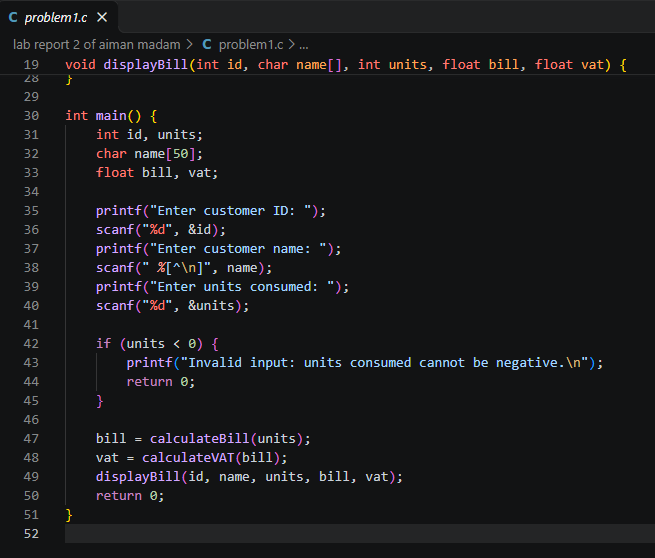 C problem1.c ×
lab report 2 of aiman madam > C problem1.c > ...
19 void displayBill(int id, char name[], int units, float bill, float vat) {
28 }
29
30 int main() {
31     int id, units;
32     char name[50];
33     float bill, vat;
34
35     printf("Enter customer ID: ");
36     scanf("%d", &id);
37     printf("Enter customer name: ");
38     scanf(" %[^\n]", name);
39     printf("Enter units consumed: ");
40     scanf("%d", &units);
41
42     if (units < 0) {
43         printf("Invalid input: units consumed cannot be negative.\n");
44         return 0;
45     }
46
47     bill = calculateBill(units);
48     vat = calculateVAT(bill);
49     displayBill(id, name, units, bill, vat);
50     return 0;
51 }
52